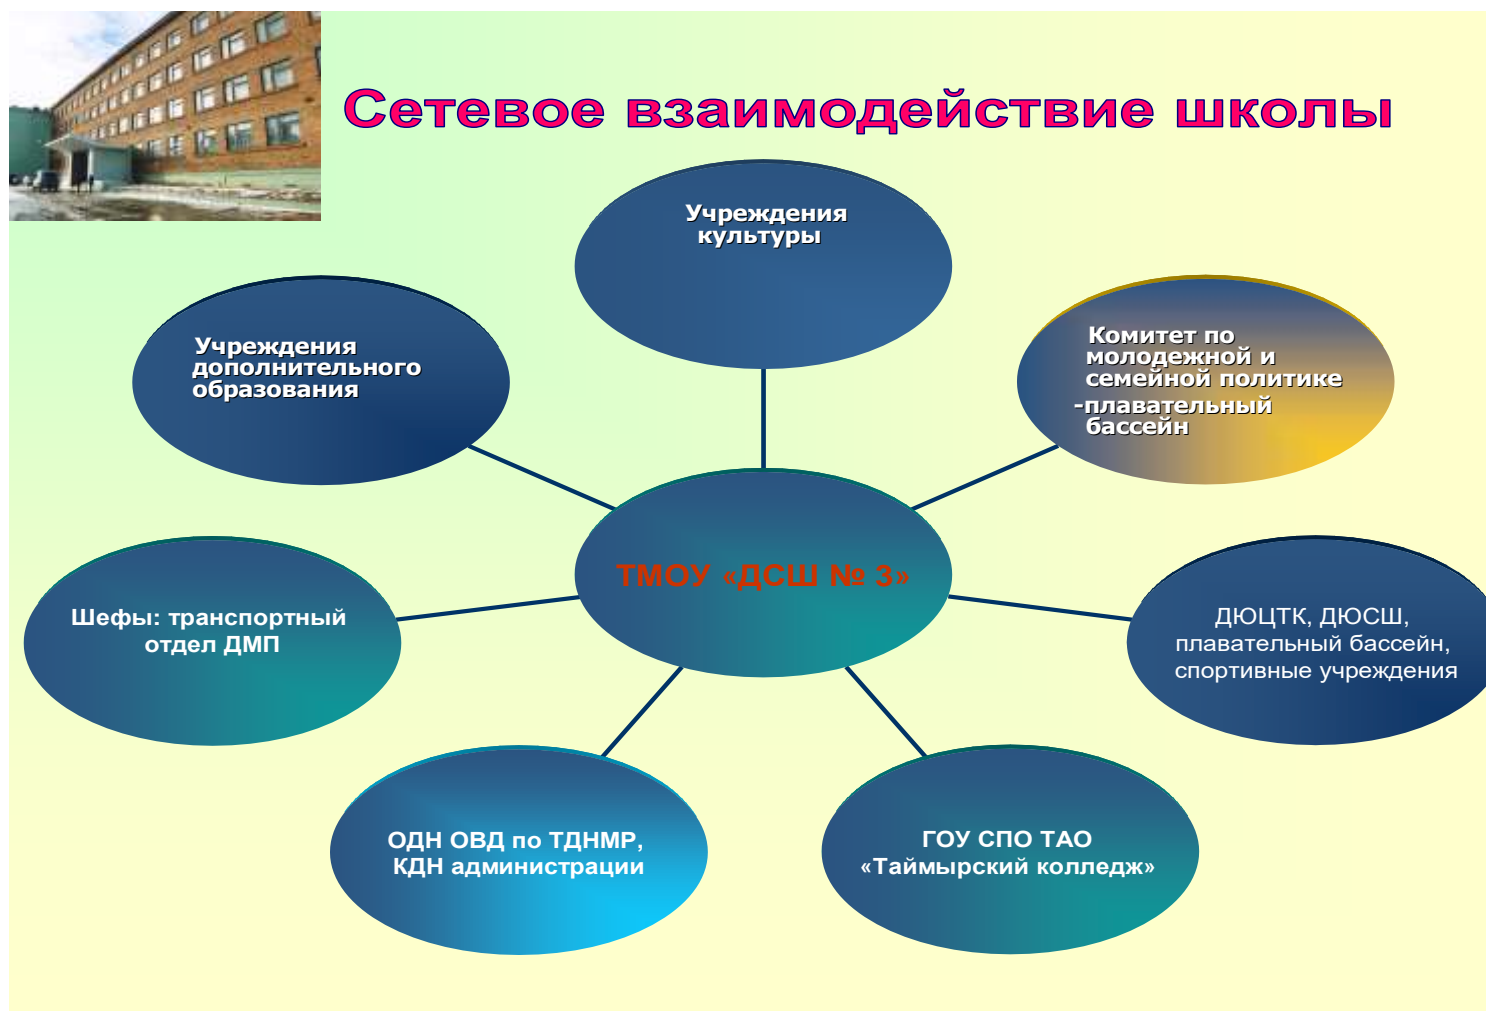 Сетевое взаимодействие школы
Учреждения
культуры
Учреждения
дополнительного
образования
Комитет по
молодежной и
семейной политике
-плавательный
бассейн
ТМОУ «ДСШ № 3»
Шефы: транспортный
отдел ДМП
ДЮЦТК, ДЮСШ,
плавательный бассейн,
спортивные учреждения
ОДН ОВД по ТДНМР,
КДН администрации
ГОУ СПО ТАО
«Таймырский колледж»